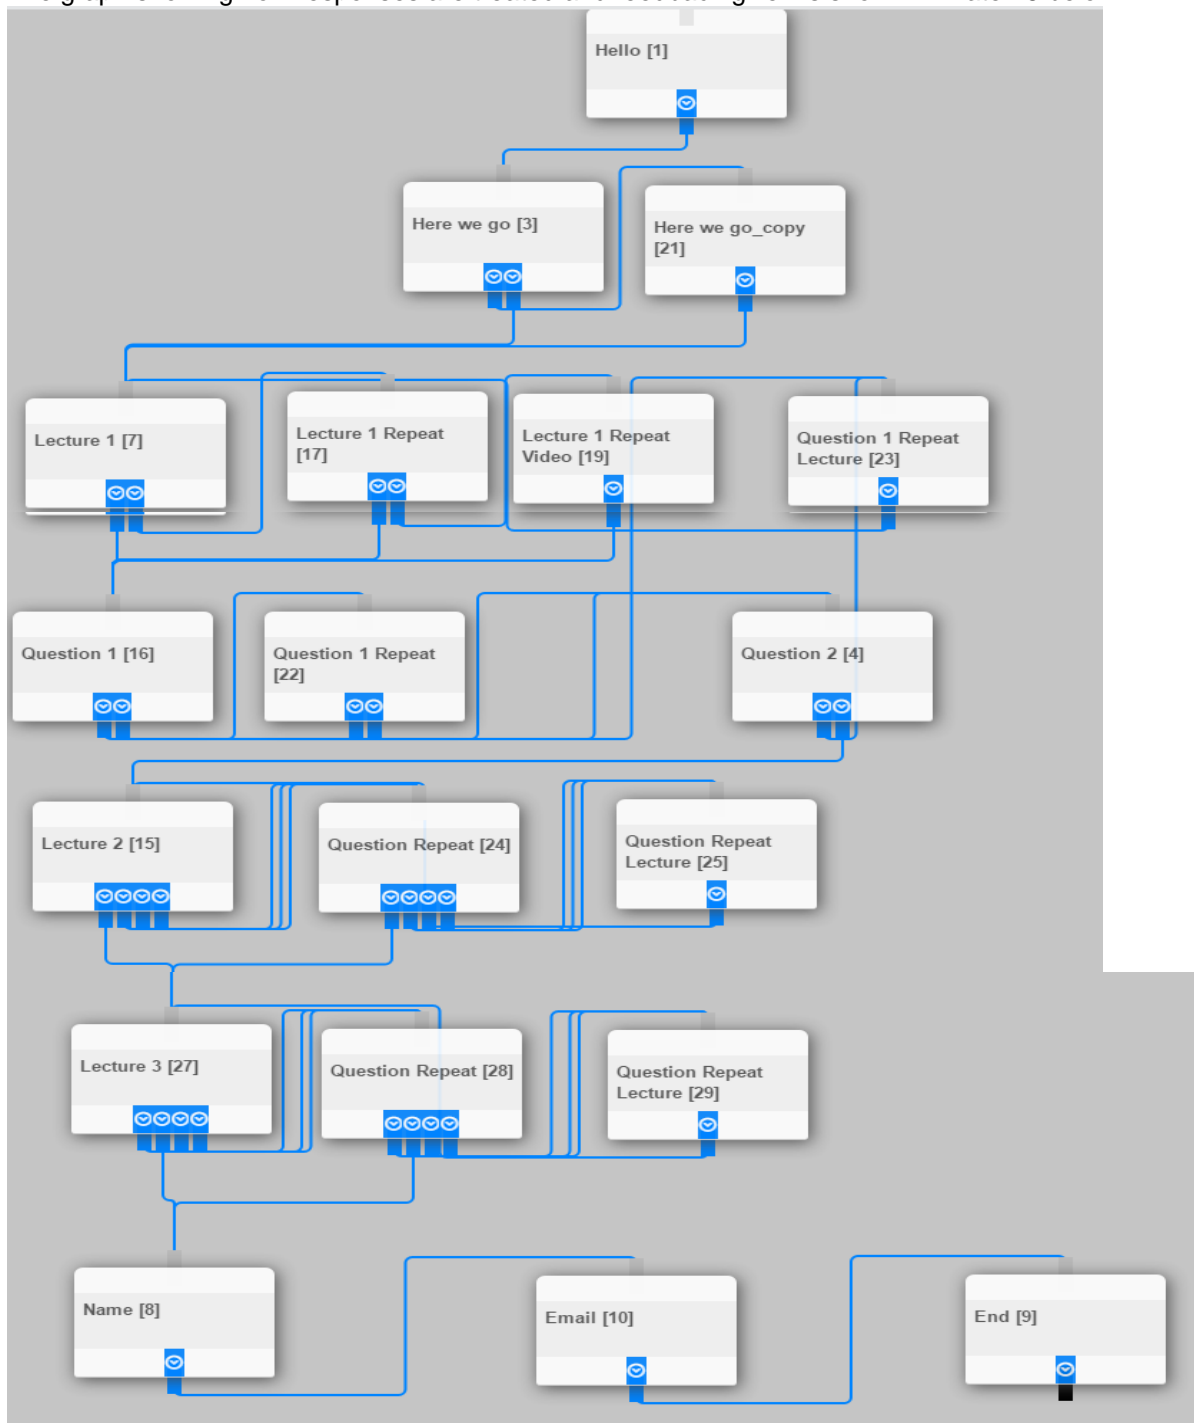 Hello [1]
Here we go [3]
Here we go_copy
[21]
Lecture 1 [7]
Lecture 1 Repeat
[17]
Lecture 1 Repeat
Video [19]
Question 1 Repeat
Lecture [23]
Question 1 [16]
Question 1 Repeat
[22]
Question 2 [4]
Lecture 2 [15]
Question Repeat [24]
Question Repeat
Lecture [25]
Lecture 3 [27]
Question Repeat [28]
Question Repeat
Lecture [29]
Name [8]
Email [10]
End [9]